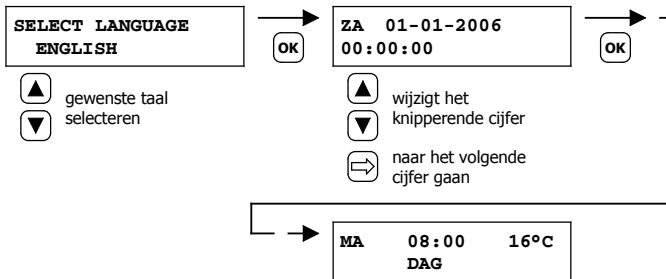 SELECT LANGUAGE
ENGLISH
OK
ZA 01-01-2006
00:00:00
OK
gewenste taal
selecteren
wijzigt het
knipperende cijfer
naar het volgende
cijfer gaan
MA 08:00 16°C
DAG